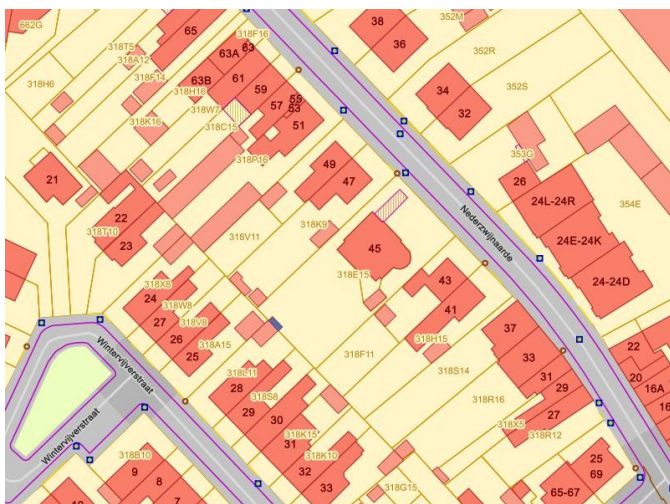 662G
65
63
318F16
38
36
352M
318T5
318A12
63A
352R
318F14
318H6
63B
318H16
61
59
352S
34
32
318W7
57
55
53
318K16
318C15
51
353G
318P16
49
47
26
21
24L-24R
354E
22
23
318T10
318V11
318K9
Nederzwijnaarde
24E-24K
45
318X8
318E15
43
24-24D
24
318W8
41
27
318V8
37
26
318A15
318H15
33
22
25
318F11
318S14
20
Wintervijverstraat
318L11
31
29
16A
28
318S8
318R16
16
29
30
318X5
27
Wintervijverstraat
31
318K15
318R12
318B10
32
318K10
25
9
8
33
318G15
69
10
7
65-67